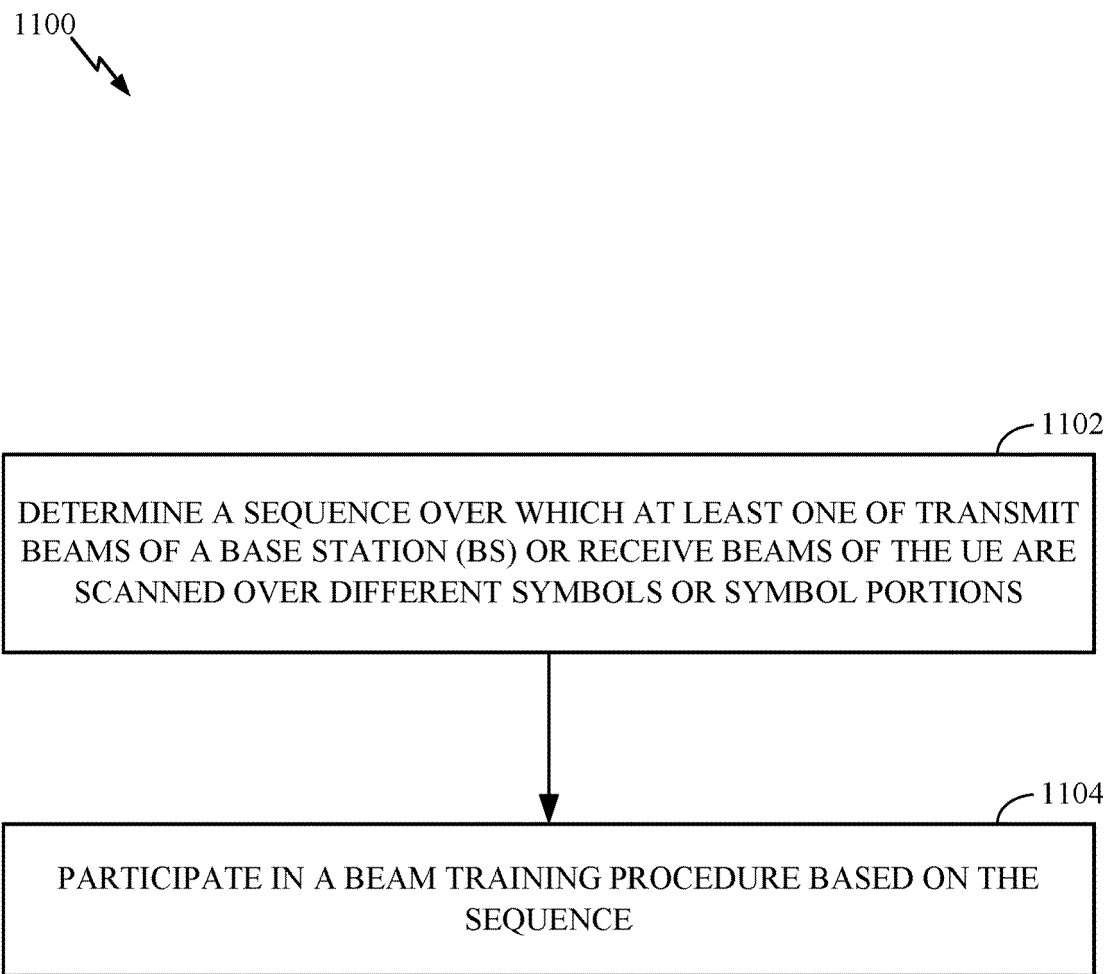 1100
1102
DETERMINE A SEQUENCE OVER WHICH AT LEAST ONE OF TRANSMIT
BEAMS OF A BASE STATION (BS) OR RECEIVE BEAMS OF THE UE ARE
SCANNED OVER DIFFERENT SYMBOLS OR SYMBOL PORTIONS
1104
PARTICIPATE IN A BEAM TRAINING PROCEDURE BASED ON THE
SEQUENCE